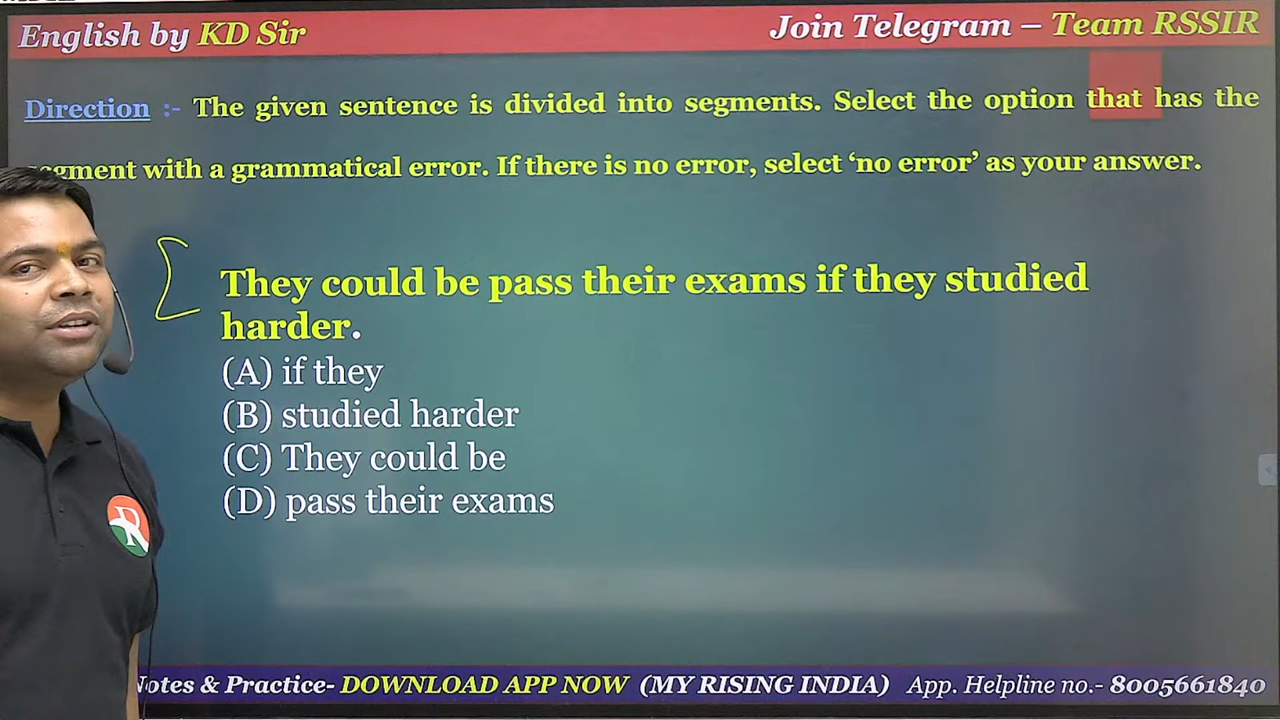 English by KD Sir
Join Telegram – Team RSSIR
Direction :- The given sentence is divided into segments. Select the option that has the
segment with a grammatical error. If there is no error, select ‘no error’ as your answer.
They could be pass their exams if they studied
harder.
(A) if they
(B) studied harder
(C) They could be
(D) pass their exams
Notes & Practice- DOWNLOAD APP NOW (MY RISING INDIA) App. Helpline no.- 8005661840